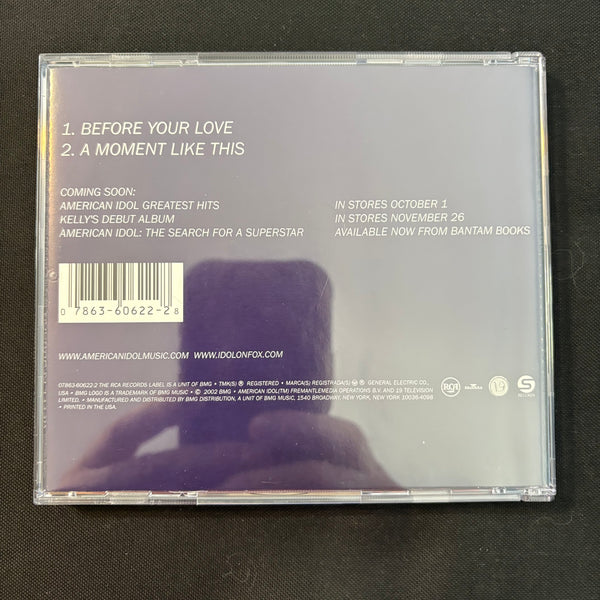 1. BEFORE YOUR LOVE
2. A MOMENT LIKE THIS
COMING SOON:
AMERICAN IDOL GREATEST HITS IN STORES OCTOBER 1
KELLY'S DEBUT ALBUM IN STORES NOVEMBER 26
AMERICAN IDOL: THE SEARCH FOR A SUPERSTAR AVAILABLE NOW FROM BANTAM BOOKS
0 7863-60622-2 8
WWW.AMERICANIDOLMUSIC.COM WWW.IDOLONFOX.COM
07863-60622-2 THE RCA RECORDS LABEL IS A UNIT OF BMG • TMK(S) ® REGISTERED • MARCA(S) REGISTRADA(S) ® GENERAL ELECTRIC CO.,
USA • BMG LOGO IS A TRADEMARK OF BMG MUSIC • © 2002 BMG • AMERICAN IDOL(TM) FREMANTLEMEDIA OPERATIONS B.V. AND 19 TELEVISION
LIMITED. • MANUFACTURED AND DISTRIBUTED BY BMG DISTRIBUTION, A UNIT OF BMG MUSIC, 1540 BROADWAY, NEW YORK, NEW YORK 10036-4098
• PRINTED IN THE USA.
RCA
19
S
RECORDS